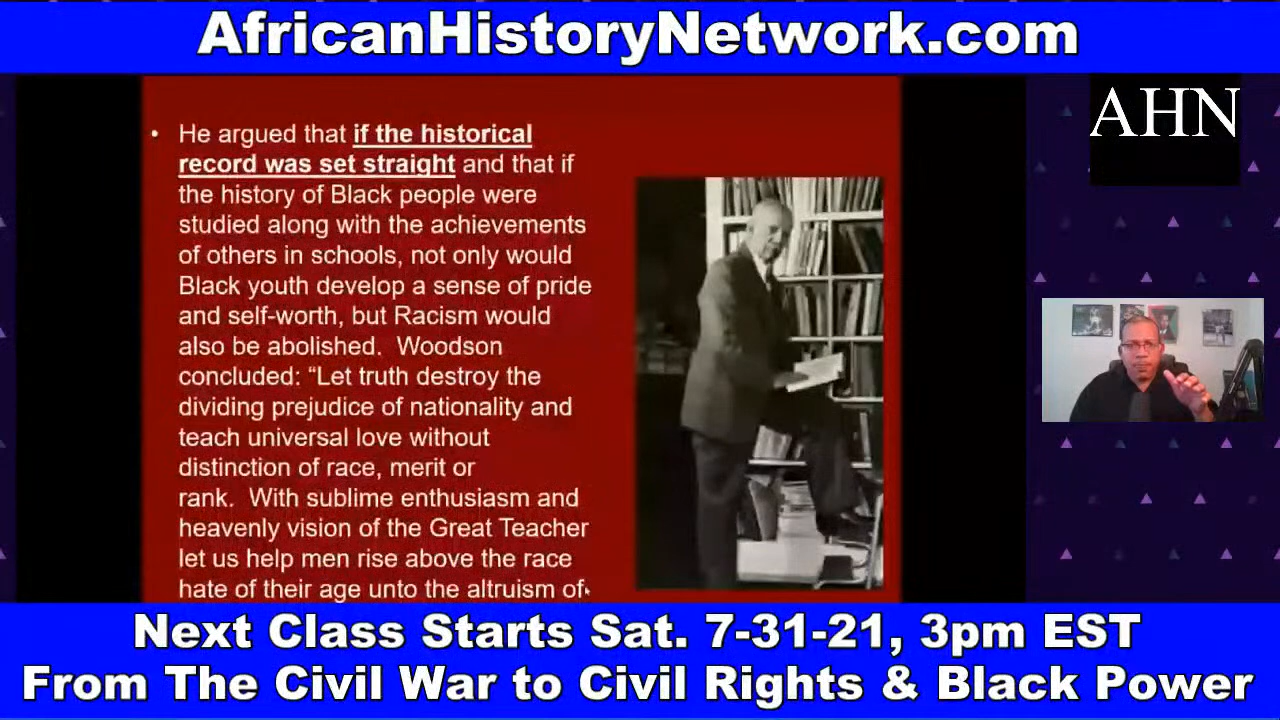 AfricanHistoryNetwork.com
AHN
• He argued that if the historical
record was set straight and that if
the history of Black people were
studied along with the achievements
of others in schools, not only would
Black youth develop a sense of pride
and self-worth, but Racism would
also be abolished. Woodson
concluded: “Let truth destroy the
dividing prejudice of nationality and
teach universal love without
distinction of race, merit or
rank. With sublime enthusiasm and
heavenly vision of the Great Teacher
let us help men rise above the race
hate of their age unto the altruism of
Next Class Starts Sat. 7-31-21, 3pm EST
From The Civil War to Civil Rights & Black Power